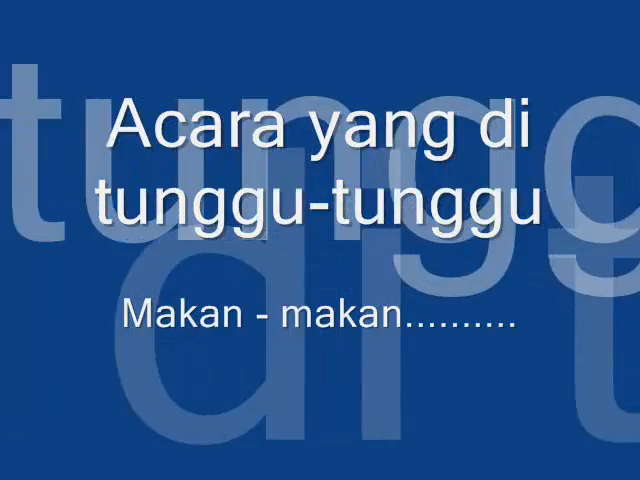 Acara yang di
tunggu-tunggu
Makan - makan..........